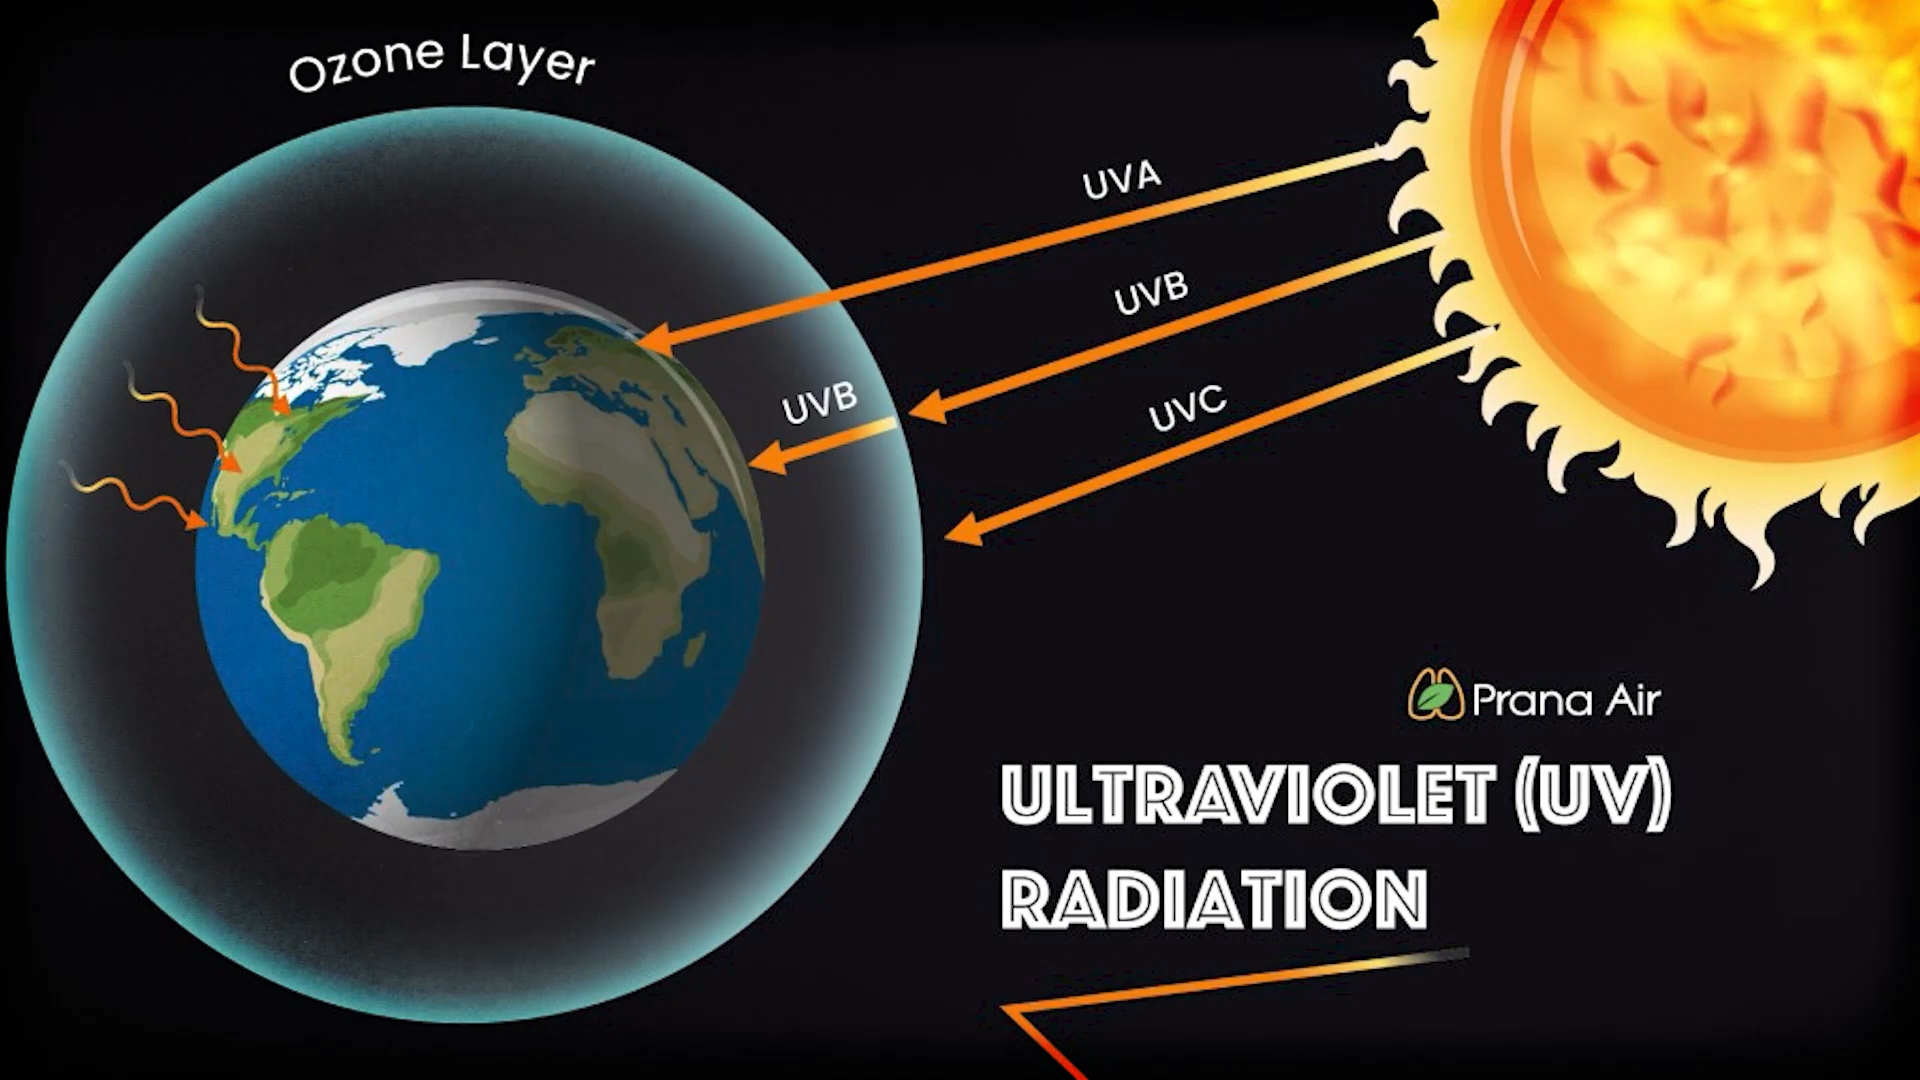 Ozone Layer
UVA
UVB
UVB
UVC
Prana Air
ULTRAVIOLET (UV)
RADIATION